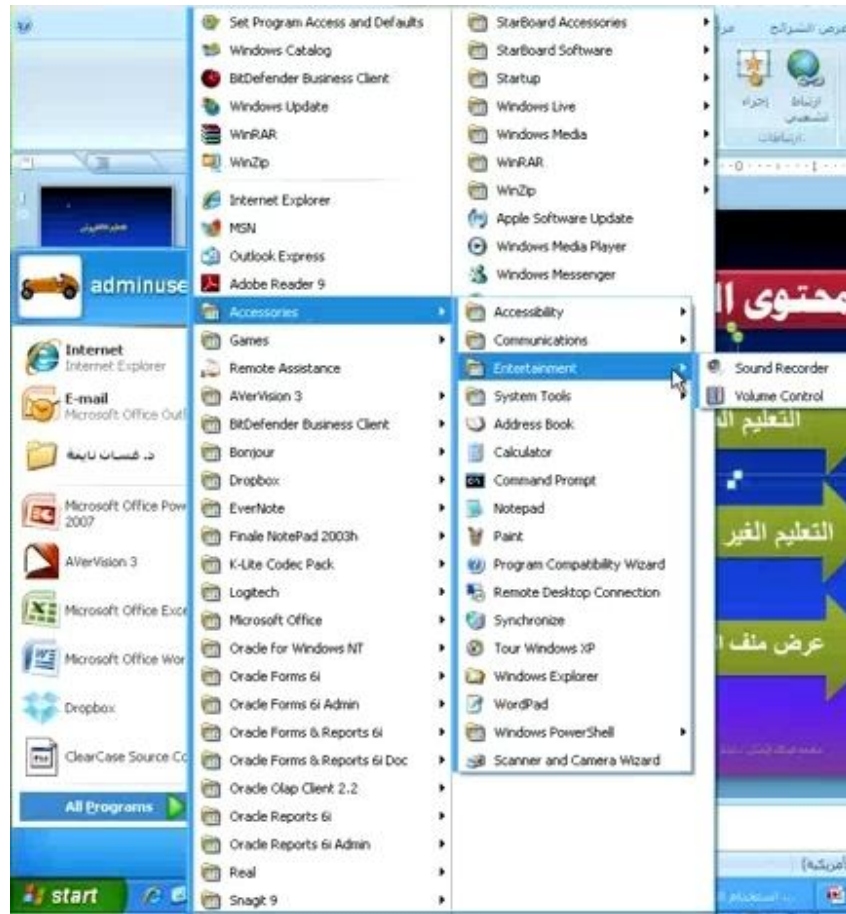 عرض الشرائح
ارتباط تشعبي
إجراء
ارتباطات
adminuse
Internet
Internet Explorer
E-mail
Microsoft Office Outl
د. غسان نايفة
Microsoft Office Pow
2007
AVerVision 3
Microsoft Office Exce
Microsoft Office Wor
Dropbox
ClearCase Source Co
All Programs
start
Set Program Access and Defaults
Windows Catalog
BitDefender Business Client
Windows Update
WinRAR
WinZip
Internet Explorer
MSN
Outlook Express
Adobe Reader 9
Accessories
Games
Remote Assistance
AVerVision 3
BitDefender Business Client
Bonjour
Dropbox
EverNote
Finale NotePad 2003h
K-Lite Codec Pack
Logitech
Microsoft Office
Oracle for Windows NT
Oracle Forms 6i
Oracle Forms 6i Admin
Oracle Forms & Reports 6i
Oracle Forms & Reports 6i Doc
Oracle Olap Client 2.2
Oracle Reports 6i
Oracle Reports 6i Admin
Real
Snagit 9
StarBoard Accessories
StarBoard Software
Startup
Windows Live
Windows Media
WinRAR
WinZip
Apple Software Update
Windows Media Player
Windows Messenger
Accessibility
Communications
Entertainment
System Tools
Address Book
Calculator
Command Prompt
Notepad
Paint
Program Compatibility Wizard
Remote Desktop Connection
Synchronize
Tour Windows XP
Windows Explorer
WordPad
Windows PowerShell
Scanner and Camera Wizard
Sound Recorder
Volume Control
محتوى ال
التعليم ال
التعليم الغير
عرض ملف ا